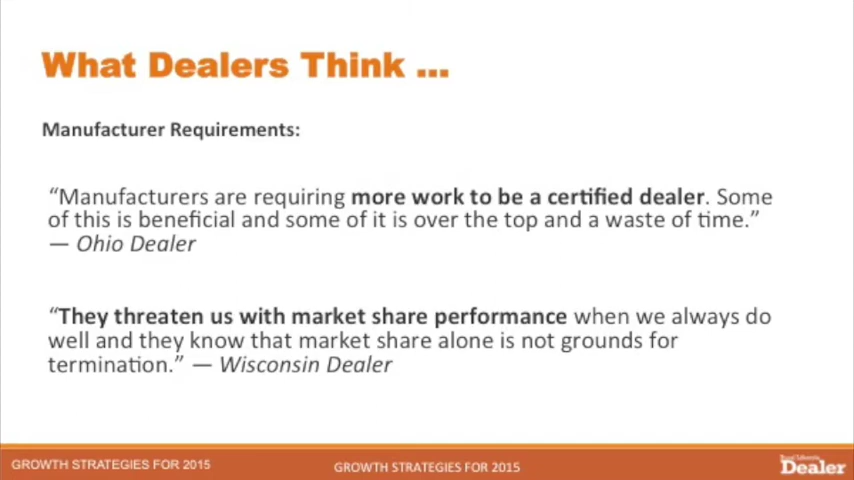 What Dealers Think ...
Manufacturer Requirements:
“Manufacturers are requiring more work to be a certified dealer. Some
of this is beneficial and some of it is over the top and a waste of time.”
— Ohio Dealer
“They threaten us with market share performance when we always do
well and they know that market share alone is not grounds for
termination.” — Wisconsin Dealer
GROWTH STRATEGIES FOR 2015
GROWTH STRATEGIES FOR 2015
Dealer